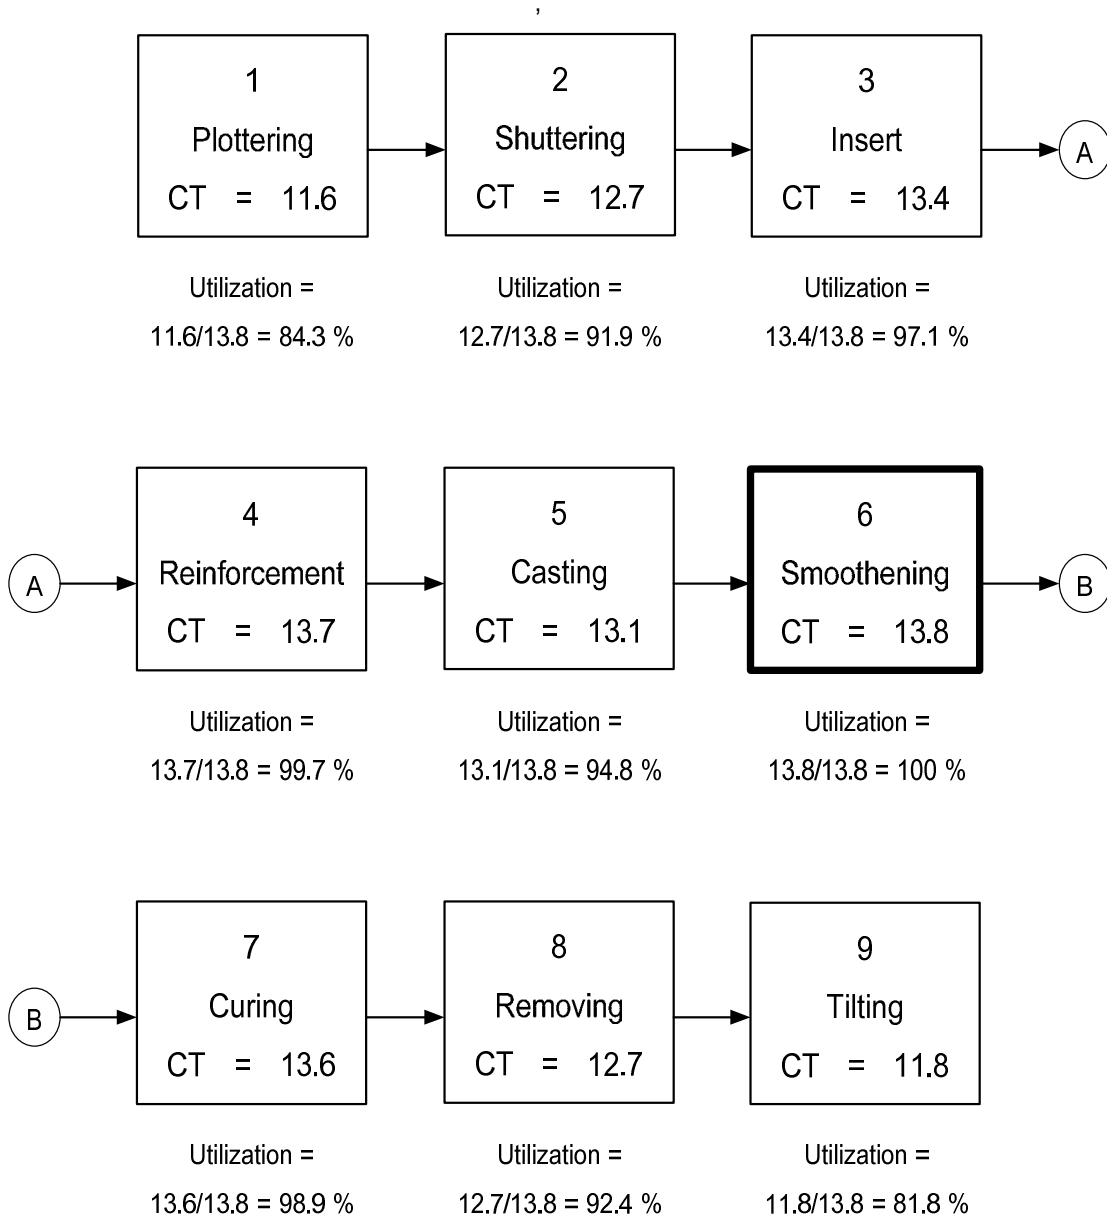 ,
1 2 3
Plottering Shuttering Insert A
CT = 11.6 CT = 12.7 CT = 13.4
Utilization = Utilization = Utilization =
11.6/13.8 = 84.3 % 12.7/13.8 = 91.9 % 13.4/13.8 = 97.1 %
4 5 6
A Reinforcement Casting Smoothening B
CT = 13.7 CT = 13.1 CT = 13.8
Utilization = Utilization = Utilization =
13.7/13.8 = 99.7 % 13.1/13.8 = 94.8 % 13.8/13.8 = 100 %
7 8 9
B Curing Removing Tilting
CT = 13.6 CT = 12.7 CT = 11.8
Utilization = Utilization = Utilization =
13.6/13.8 = 98.9 % 12.7/13.8 = 92.4 % 11.8/13.8 = 81.8 %